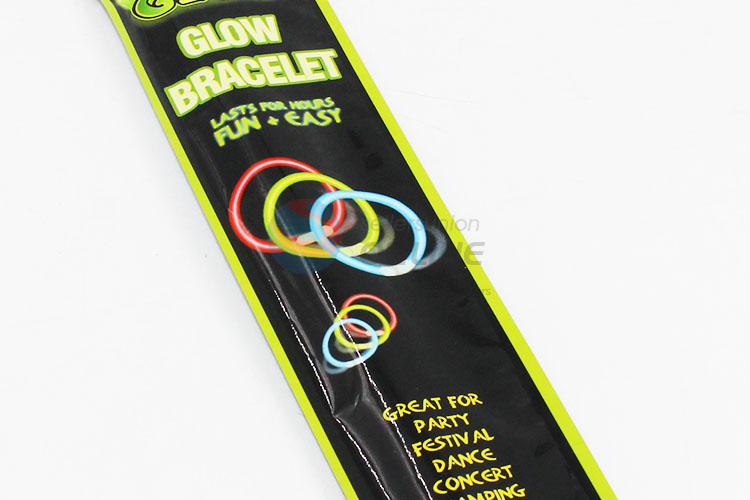 GLOW
BRACELET
LASTS FOR HOURS
FUN + EASY
GREAT FOR
PARTY
FESTIVAL
DANCE
CONCERT